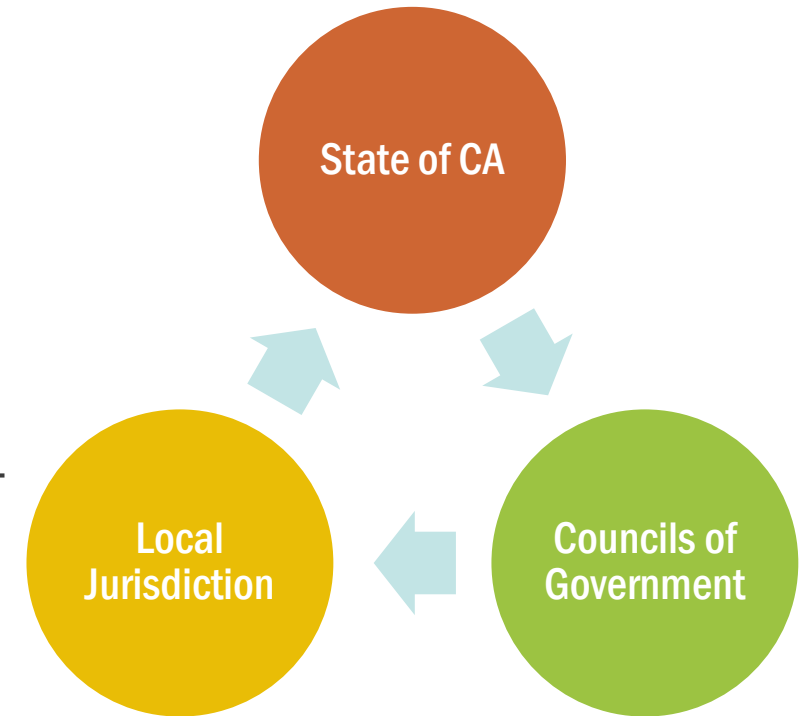 State of CA
Local
Jurisdiction
Councils of
Government